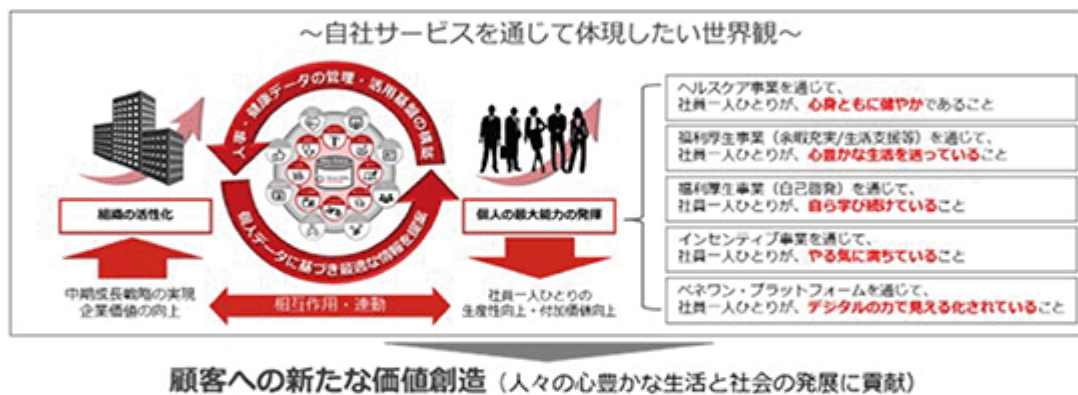 ～自社サービスを通じて体現したい世界観～
人事・健康データの管理・活用基盤の構築
個人データに基づき最適な情報を提供
組織の活性化
中期成長戦略の実現
企業価値の向上
相互作用・連動
個人の最大能力の発揮
社員一人ひとりの
生産性向上・付加価値向上
ヘルスケア事業を通じて、
社員一人ひとりが、心身ともに健やかであること
福利厚生事業（余暇充実/生活支援等）を通じて、
社員一人ひとりが、心豊かな生活を送っていること
福利厚生事業（自己啓発）を通じて、
社員一人ひとりが、自ら学び続けていること
インセンティブ事業を通じて、
社員一人ひとりが、やる気に満ちていること
ベネワン・プラットフォームを通じて、
社員一人ひとりが、デジタルの力で見える化されていること
顧客への新たな価値創造（人々の心豊かな生活と社会の発展に貢献）